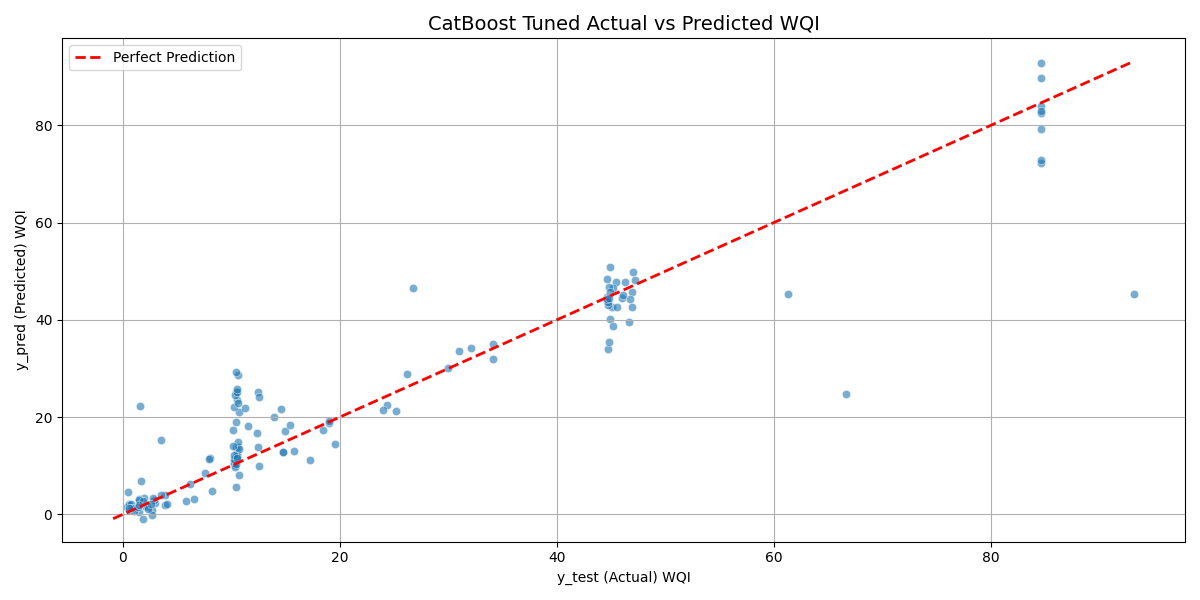 CatBoost Tuned Actual vs Predicted WQI
Perfect Prediction
y_pred (Predicted) WQI
80
60
40
20
0
0 20 40 60 80
y_test (Actual) WQI